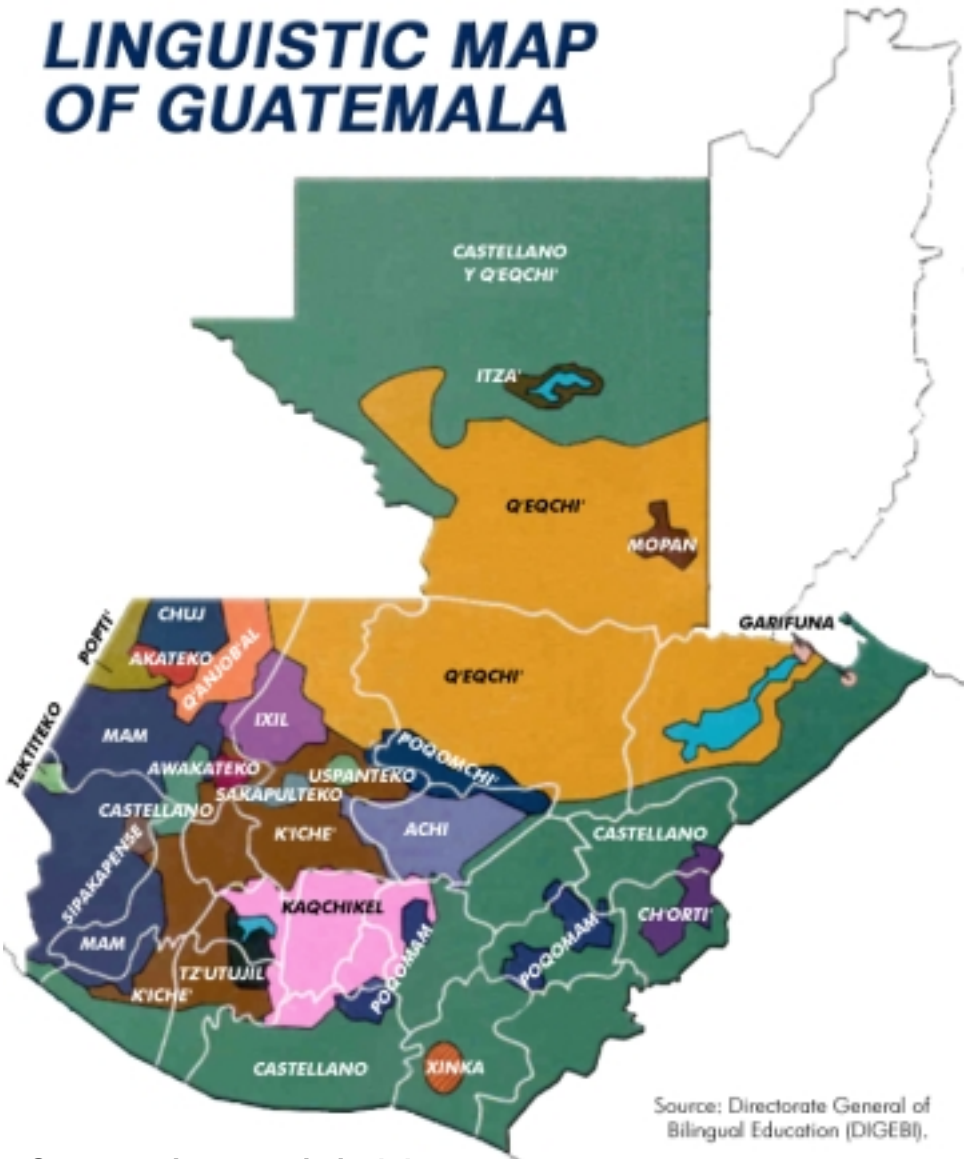 LINGUISTIC MAP
OF GUATEMALA
CASTELLANO
Y Q'EQCHI'
ITZA'
Q'EQCHI'
MOPAN
GARIFUNA
CHUJ
POPTI'
AKATEKO
Q'ANJOB'AL
Q'EQCHI'
IXIL
MAM
TEKTITEKO
POQOMCHI'
AWAKATEKO
USPANTEKO
SAKAPULTEKO
CASTELLANO
K'ICHE'
ACHI
CASTELLANO
SIPAKAPENSE
KAQCHIKEL
CH'ORTI'
MAM
TZ'UTUJIL
POQOMAM
POQOMAM
K'ICHE'
CASTELLANO
XINKA
Source: Directorate General of
Bilingual Education (DIGEBI).